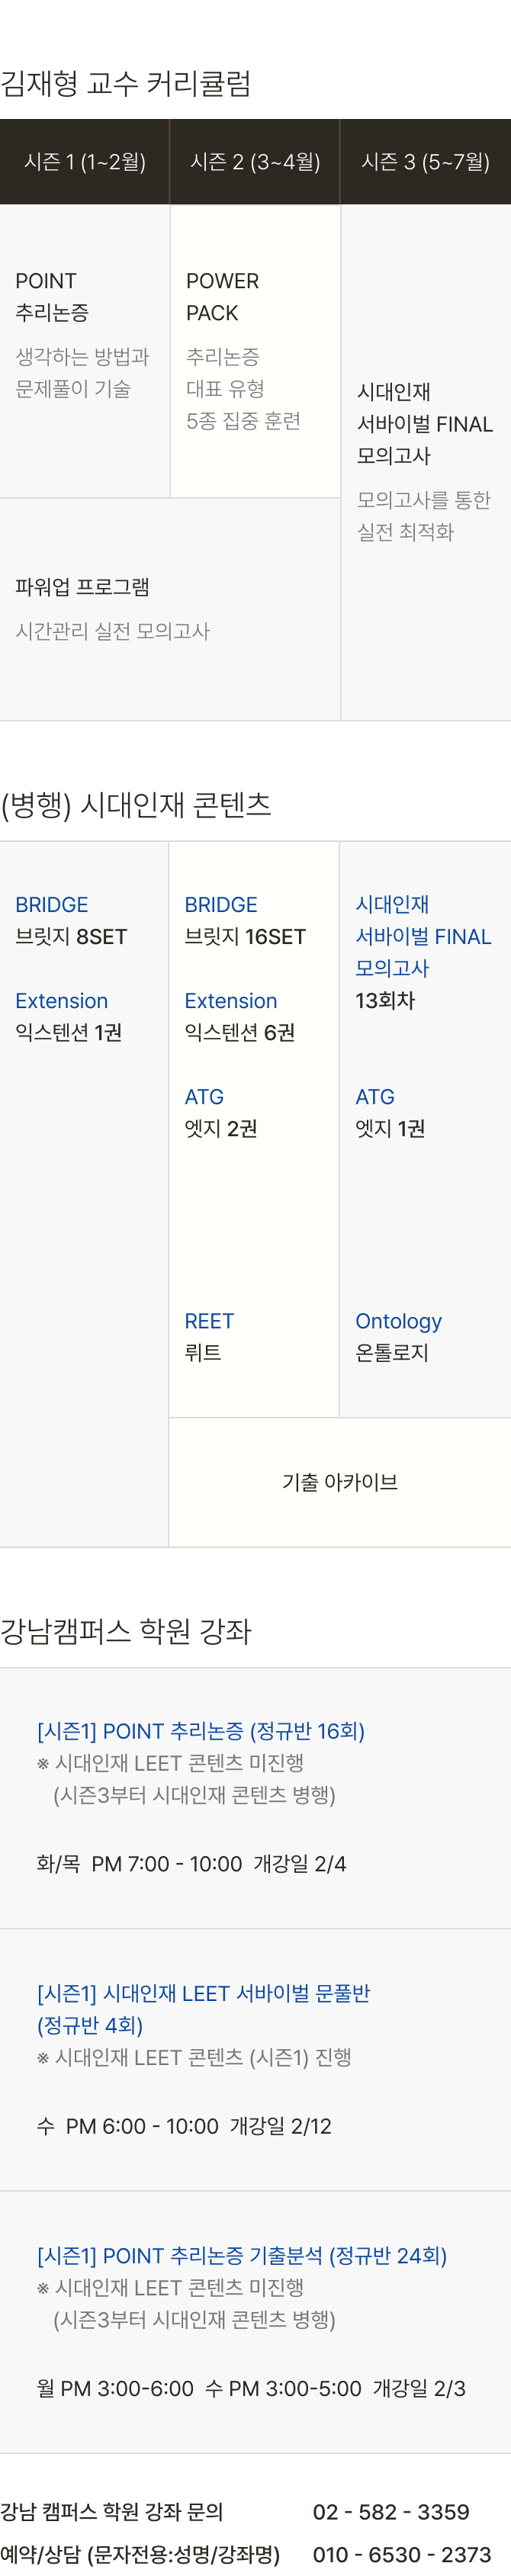 김재형 교수 커리큘럼
시즌 1 (1~2월)
시즌 2 (3~4월)
시즌 3 (5~7월)
POINT
추리논증
생각하는 방법과
문제풀이 기술
POWER
PACK
추리논증
대표 유형
5종 집중 훈련
시대인재
서바이벌 FINAL
모의고사
모의고사를 통한
실전 최적화
파워업 프로그램
시간관리 실전 모의고사
(병행) 시대인재 콘텐츠
BRIDGE
브릿지 8SET
Extension
익스텐션 1권
BRIDGE
브릿지 16SET
Extension
익스텐션 6권
ATG
엣지 2권
REET
뤼트
시대인재
서바이벌 FINAL
모의고사
13회차
ATG
엣지 1권
Ontology
온톨로지
기출 아카이브
강남캠퍼스 학원 강좌
[시즌1] POINT 추리논증 (정규반 16회)
※ 시대인재 LEET 콘텐츠 미진행
(시즌3부터 시대인재 콘텐츠 병행)
화/목 PM 7:00 - 10:00 개강일 2/4
[시즌1] 시대인재 LEET 서바이벌 문풀반
(정규반 4회)
※ 시대인재 LEET 콘텐츠 (시즌1) 진행
수 PM 6:00 - 10:00 개강일 2/12
[시즌1] POINT 추리논증 기출분석 (정규반 24회)
※ 시대인재 LEET 콘텐츠 미진행
(시즌3부터 시대인재 콘텐츠 병행)
월 PM 3:00-6:00 수 PM 3:00-5:00 개강일 2/3
강남 캠퍼스 학원 강좌 문의 02 - 582 - 3359
예약/상담 (문자전용:성명/강좌명) 010 - 6530 - 2373